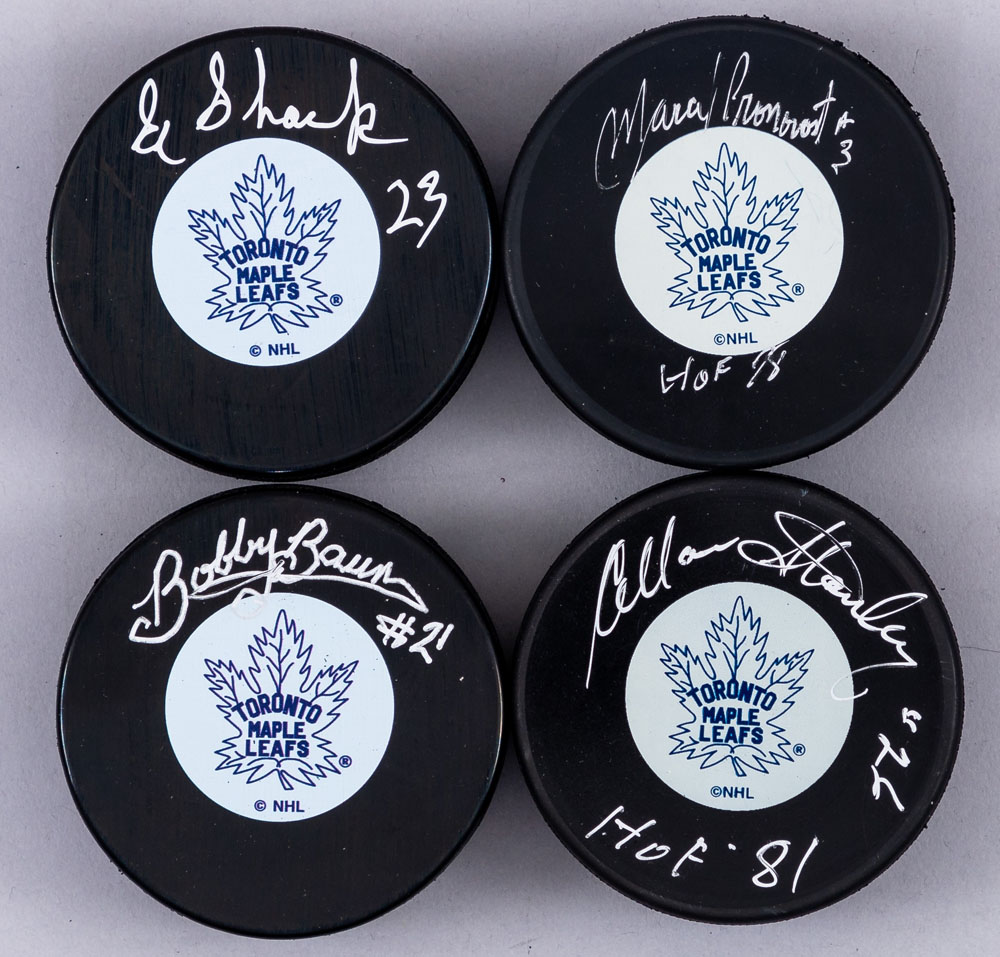 Ed Shack
23
TORONTO
MAPLE
LEAFS
®
© NHL
Marcel Pronovost #3
TORONTO
MAPLE
LEAFS
®
©NHL
HOF 78
Bobby Baun
#21
TORONTO
MAPLE
LEAFS
®
© NHL
Allan Stanley
TORONTO
MAPLE
LEAFS
®
©NHL
HOF '81